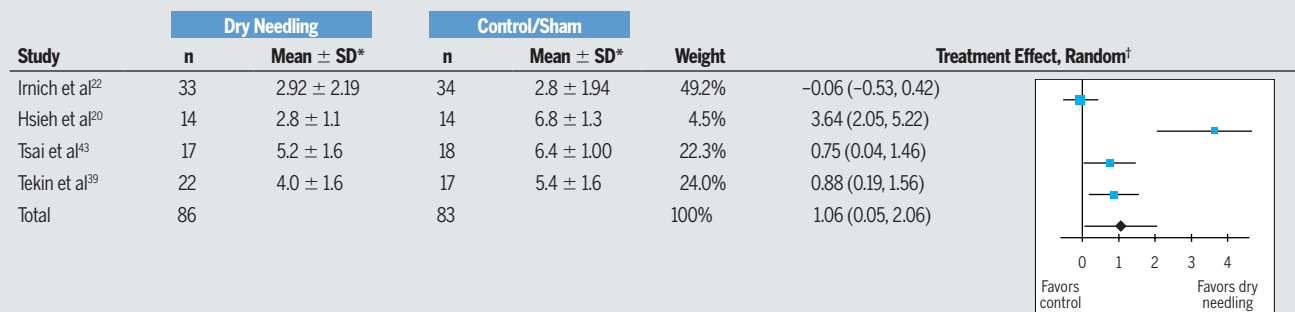 Dry Needling Control/Sham
Study n Mean ± SD* n Mean ± SD* Weight Treatment Effect, Random†
Irnich et al22 33 2.92 ± 2.19 34 2.8 ± 1.94 49.2% –0.06 (–0.53, 0.42)
Hsieh et al20 14 2.8 ± 1.1 14 6.8 ± 1.3 4.5% 3.64 (2.05, 5.22)
Tsai et al43 17 5.2 ± 1.6 18 6.4 ± 1.00 22.3% 0.75 (0.04, 1.46)
Tekin et al39 22 4.0 ± 1.6 17 5.4 ± 1.6 24.0% 0.88 (0.19, 1.56)
Total 86 83 100% 1.06 (0.05, 2.06)
0 1 2 3 4
Favors control
Favors dry needling